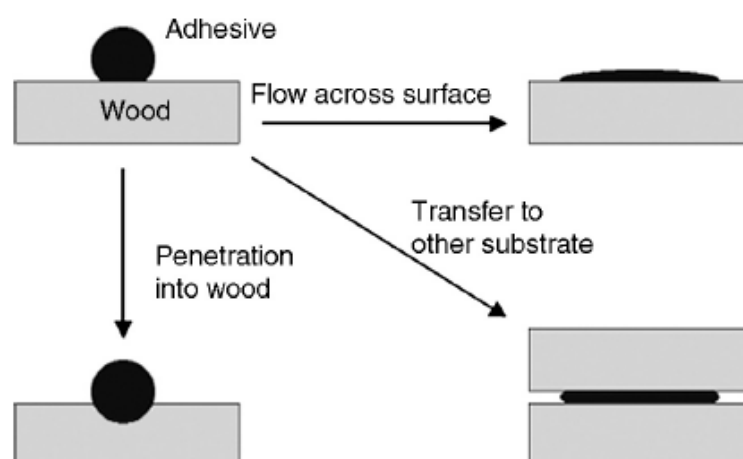 Adhesive
Wood
Flow across surface
Transfer to
other substrate
Penetration
into wood